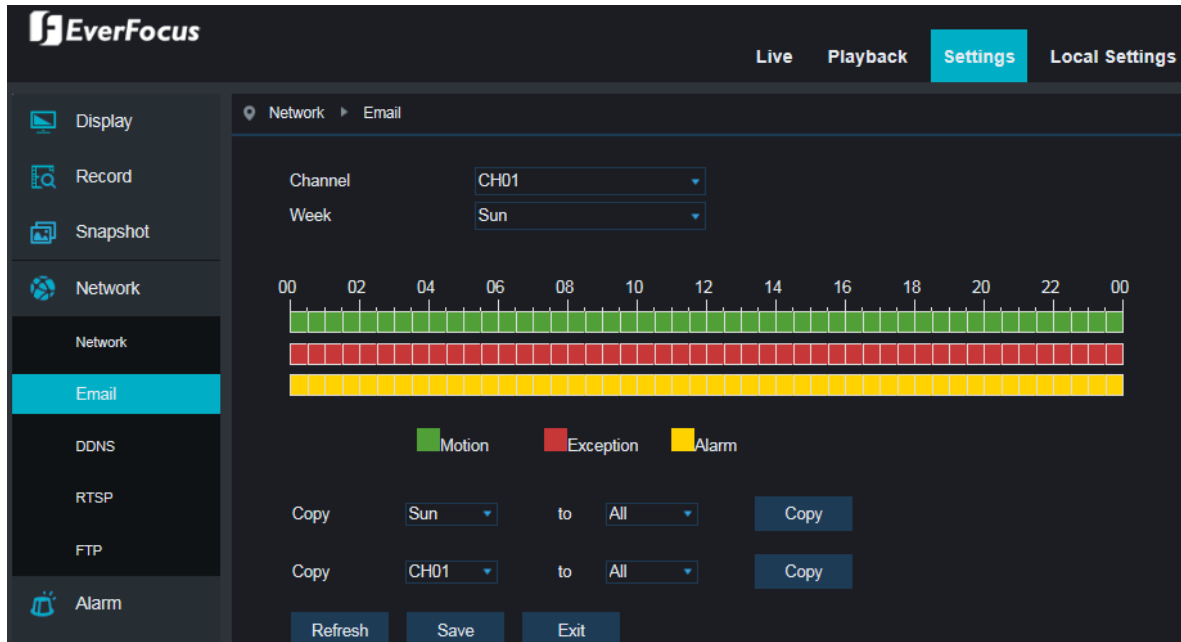 EverFocus
Live Playback Settings Local Settings
Display
Network Email
Record
Channel CH01
Week Sun
Snapshot
Network
00 02 04 06 08 10 12 14 16 18 20 22 00
Network
Email
DDNS
Motion Exception Alarm
RTSP
Copy Sun to All Copy
FTP
Copy CH01 to All Copy
Alarm
Refresh Save Exit